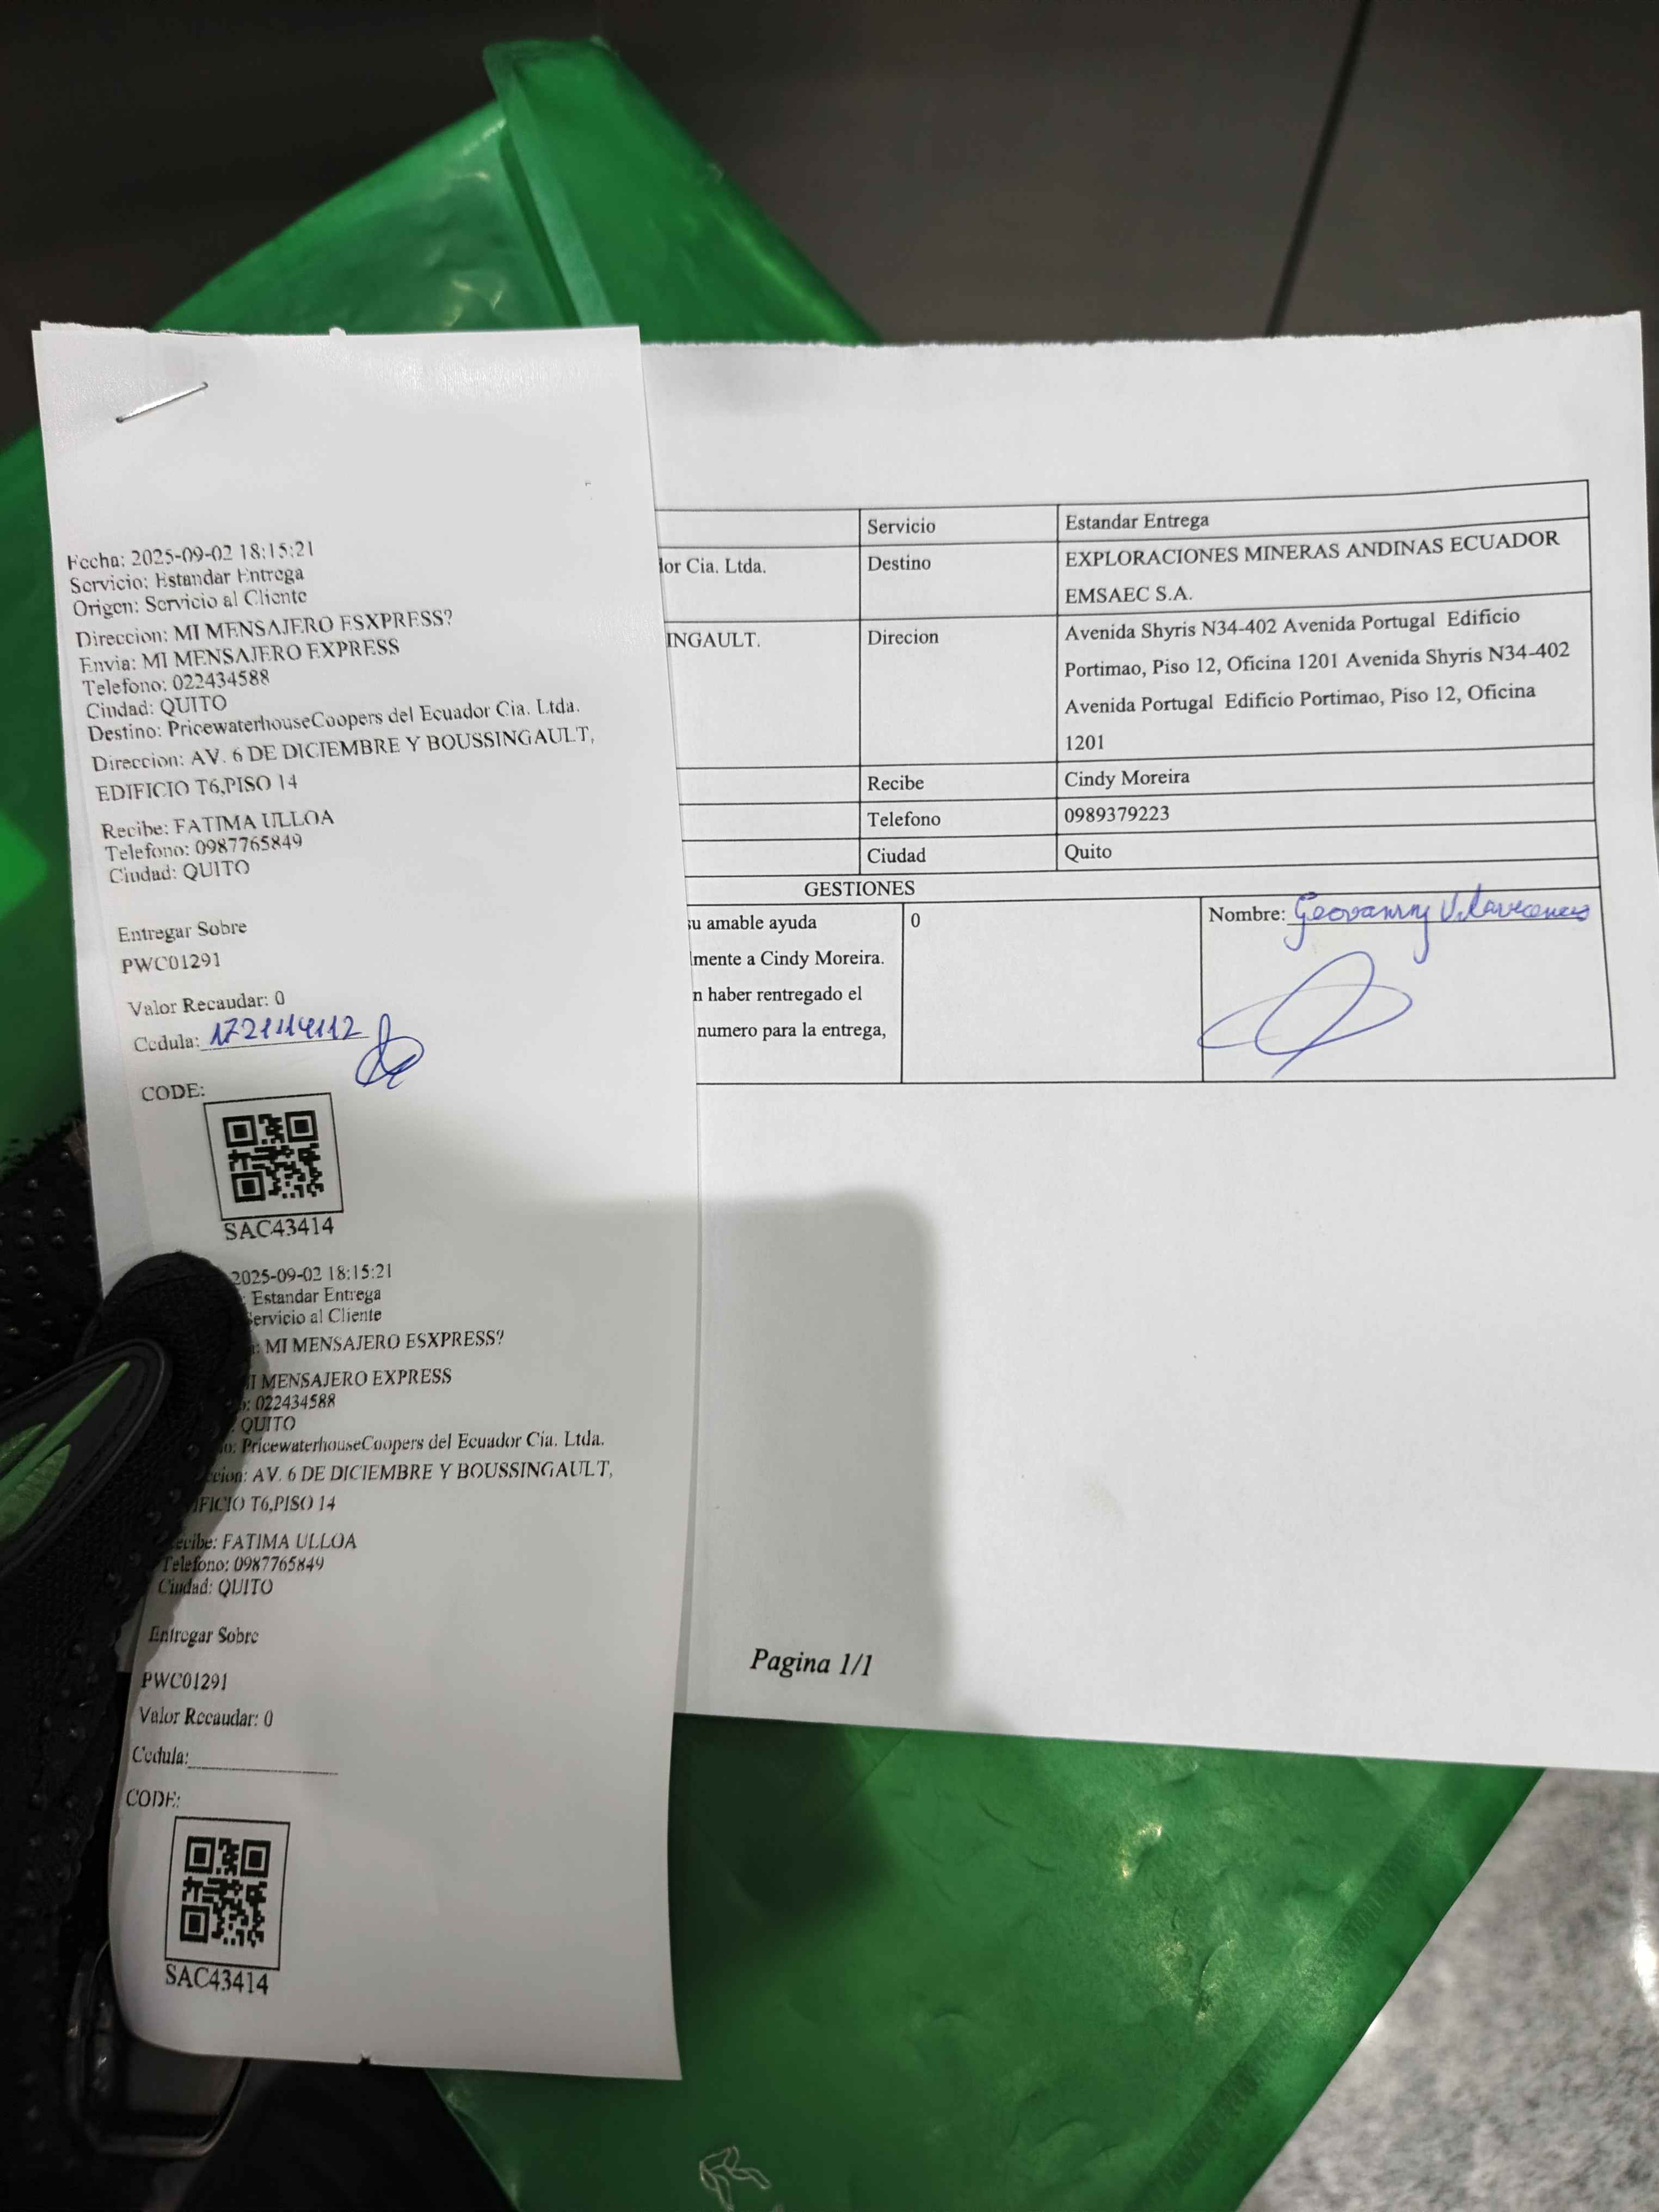 Fecha: 2025-09-02 18:15:21
Servicio: Estandar Entrega
Origen: Servicio al Cliente
Direccion: MI MENSAJERO ESXPRESS?
Envia: MI MENSAJERO EXPRESS
Telefono: 022434588
Ciudad: QUITO
Destino: PricewaterhouseCoopers del Ecuador Cia. Ltda.
Direccion: AV. 6 DE DICIEMBRE Y BOUSSINGAULT,
EDIFICIO T6,PISO 14
Recibe: FATIMA ULLOA
Telefono: 0987765849
Ciudad: QUITO
Entregar Sobre
PWC01291
Valor Recaudar: 0
Cedula:
CODE:
SAC43414
2025-09-02 18:15:21
: Estandar Entrega
Servicio al Cliente
: MI MENSAJERO ESXPRESS?
MI MENSAJERO EXPRESS
o: 022434588
QUITO
no: PricewaterhouseCoopers del Ecuador Cia. Ltda.
ccion: AV. 6 DE DICIEMBRE Y BOUSSINGAULT,
IFICIO T6,PISO 14
ecibe: FATIMA ULLOA
Telefono: 0987765849
Ciudad: QUITO
Entregar Sobre
PWC01291
Valor Recaudar: 0
Cedula:
CODE:
SAC43414
Servicio Estandar Entrega
dor Cia. Ltda. Destino EXPLORACIONES MINERAS ANDINAS ECUADOR
EMSAEC S.A.
INGAULT. Direcion Avenida Shyris N34-402 Avenida Portugal Edificio
Portimao, Piso 12, Oficina 1201 Avenida Shyris N34-402
Avenida Portugal Edificio Portimao, Piso 12, Oficina
1201
Recibe Cindy Moreira
Telefono 0989379223
Ciudad Quito
GESTIONES
su amable ayuda 0 Nombre: Geovanny
lmente a Cindy Moreira.
n haber rentregado el
numero para la entrega,
Pagina 1/1